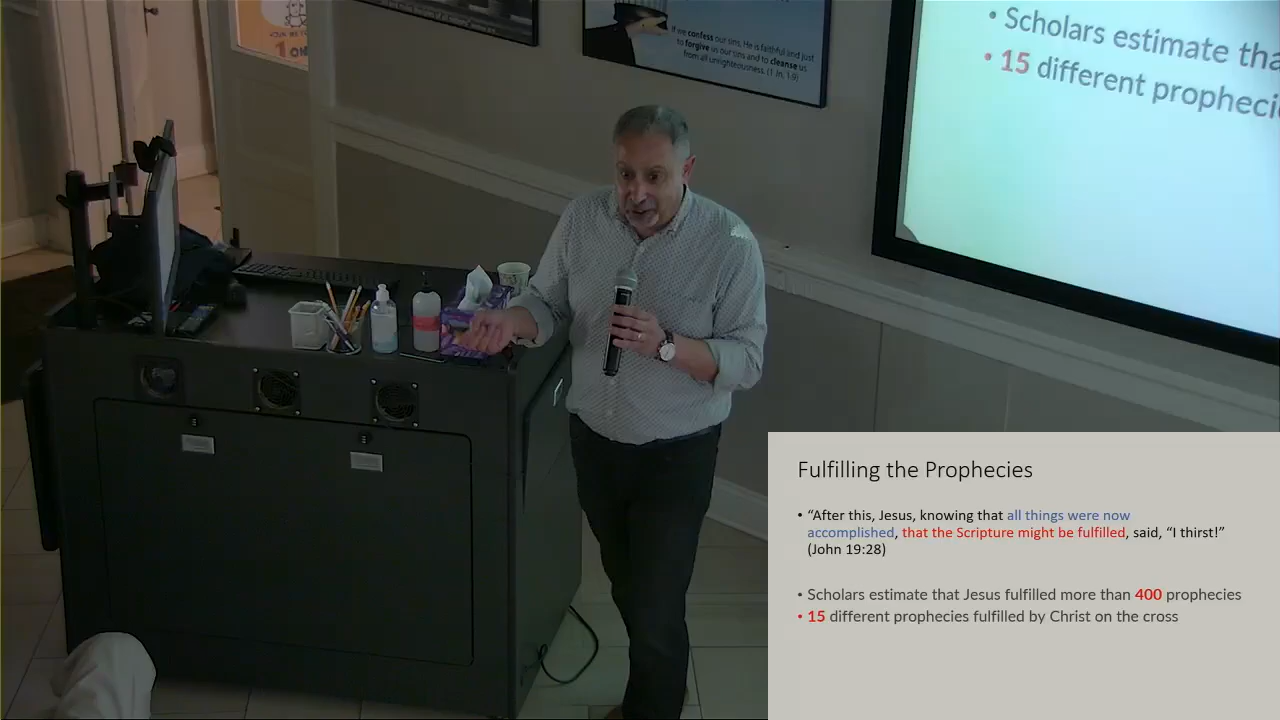 1 ON
If we confess our sins, He is faithful and just
to forgive us our sins and to cleanse us
from all unrighteousness. (1 Jn. 1:9)
• Scholars estimate tha
• 15 different propheci
Fulfilling the Prophecies
• “After this, Jesus, knowing that all things were now
accomplished, that the Scripture might be fulfilled, said, “I thirst!”
(John 19:28)
• Scholars estimate that Jesus fulfilled more than 400 prophecies
• 15 different prophecies fulfilled by Christ on the cross